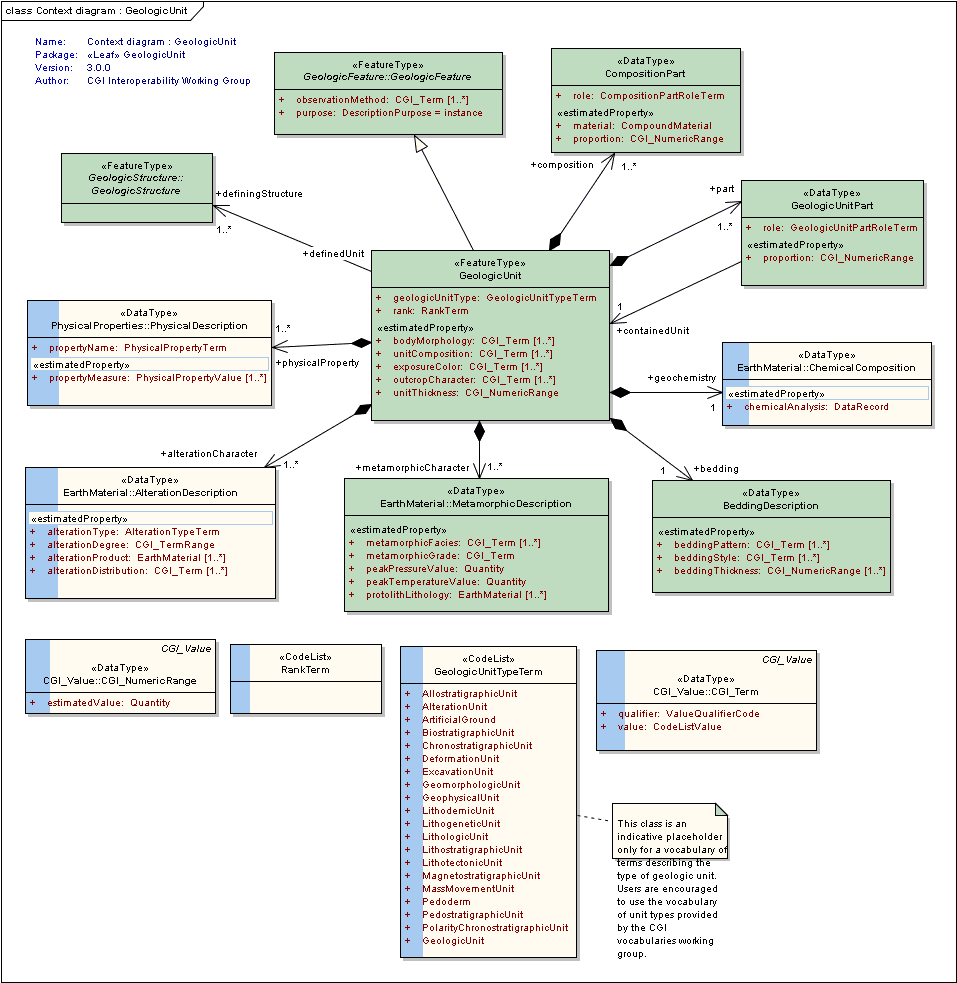 class Context diagram : GeologicUnit
Name: Context diagram : GeologicUnit
Package: «Leaf» GeologicUnit
Version: 3.0.0
Author: CGI Interoperability Working Group
«FeatureType»
GeologicFeature::GeologicFeature
+ observationMethod: CGI_Term [1..*]
+ purpose: DescriptionPurpose = instance
«DataType»
CompositionPart
+ role: CompositionPartRoleTerm
«estimatedProperty»
+ material: CompoundMaterial
+ proportion: CGI_NumericRange
+composition
1..*
«FeatureType»
GeologicStructure::
GeologicStructure
+definingStructure
1..*
+definedUnit
«DataType»
GeologicUnitPart
+ role: GeologicUnitPartRoleTerm
«estimatedProperty»
+ proportion: CGI_NumericRange
+part
1..*
1
+containedUnit
«FeatureType»
GeologicUnit
+ geologicUnitType: GeologicUnitTypeTerm
+ rank: RankTerm
«estimatedProperty»
+ bodyMorphology: CGI_Term [1..*]
+ unitComposition: CGI_Term [1..*]
+ exposureColor: CGI_Term [1..*]
+ outcropCharacter: CGI_Term [1..*]
+ unitThickness: CGI_NumericRange
«DataType»
PhysicalProperties::PhysicalDescription
+ propertyName: PhysicalPropertyTerm
«estimatedProperty»
+ propertyMeasure: PhysicalPropertyValue [1..*]
1..*
+physicalProperty
«DataType»
EarthMaterial::ChemicalComposition
«estimatedProperty»
+ chemicalAnalysis: DataRecord
+geochemistry
1
+alterationCharacter
1..*
«DataType»
EarthMaterial::AlterationDescription
«estimatedProperty»
+ alterationType: AlterationTypeTerm
+ alterationDegree: CGI_TermRange
+ alterationProduct: EarthMaterial [1..*]
+ alterationDistribution: CGI_Term [1..*]
+metamorphicCharacter
1..*
«DataType»
EarthMaterial::MetamorphicDescription
«estimatedProperty»
+ metamorphicFacies: CGI_Term [1..*]
+ metamorphicGrade: CGI_Term
+ peakPressureValue: Quantity
+ peakTemperatureValue: Quantity
+ protolithLithology: EarthMaterial [1..*]
1
+bedding
«DataType»
BeddingDescription
«estimatedProperty»
+ beddingPattern: CGI_Term [1..*]
+ beddingStyle: CGI_Term [1..*]
+ beddingThickness: CGI_NumericRange [1..*]
CGI_Value
«DataType»
CGI_Value::CGI_NumericRange
+ estimatedValue: Quantity
«CodeList»
RankTerm
«CodeList»
GeologicUnitTypeTerm
+ AllostratigraphicUnit
+ AlterationUnit
+ ArtificialGround
+ BiostratigraphicUnit
+ ChronostratigraphicUnit
+ DeformationUnit
+ ExcavationUnit
+ GeomorphologicUnit
+ GeophysicalUnit
+ LithodemicUnit
+ LithogeneticUnit
+ LithologicUnit
+ LithostratigraphicUnit
+ LithotectonicUnit
+ MagnetostratigraphicUnit
+ MassMovementUnit
+ Pedoderm
+ PedostratigraphicUnit
+ PolarityChronostratigraphicUnit
+ GeologicUnit
CGI_Value
«DataType»
CGI_Value::CGI_Term
+ qualifier: ValueQualifierCode
+ value: CodeListValue
This class is an
indicative placeholder
only for a vocabulary of
terms describing the
type of geologic unit.
Users are encouraged
to use the vocabulary
of unit types provided
by the CGI
vocabularies working
group.